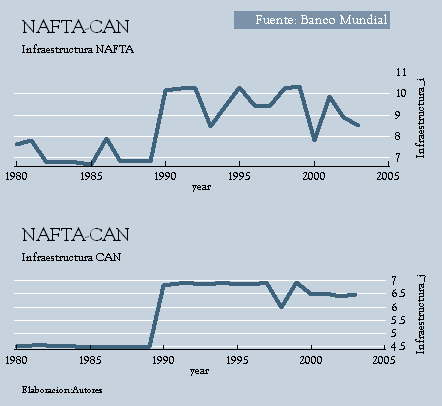 NAFTA-CAN
Fuente: Banco Mundial
Infraestructura NAFTA
11
10
9
8
7
Infraestructura_i
1980 1985 1990 1995 2000 2005
year
NAFTA-CAN
Infraestructura CAN
7
6.5
6
5.5
5
4.5
Infraestructura_i
1980 1985 1990 1995 2000 2005
year
Elaboracion:Autores